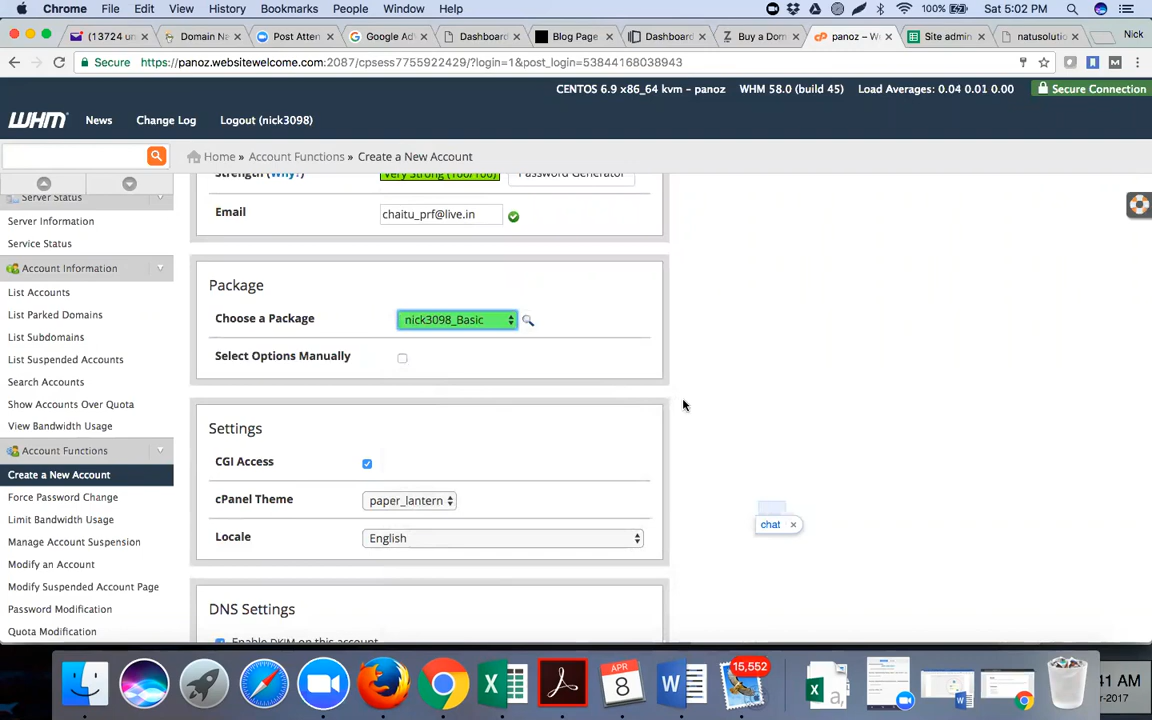 Chrome File Edit View History Bookmarks People Window Help 100% Sat 5:02 PM
(13724 un Domain Na Post Atten Google Ad Dashboard Blog Page Dashboard Buy a Dom panoz – W Site admin natusolution Nick
Secure https://panoz.websitewelcome.com:2087/cpsess7755922429/?login=1&post_login=53844168038943
CENTOS 6.9 x86_64 kvm – panoz WHM 58.0 (build 45) Load Averages: 0.04 0.01 0.00 Secure Connection
WHM News Change Log Logout (nick3098)
Home » Account Functions » Create a New Account
Server Status
Server Information
Service Status
Account Information
List Accounts
List Parked Domains
List Subdomains
List Suspended Accounts
Search Accounts
Show Accounts Over Quota
View Bandwidth Usage
Account Functions
Create a New Account
Force Password Change
Limit Bandwidth Usage
Manage Account Suspension
Modify an Account
Modify Suspended Account Page
Password Modification
Quota Modification
Strength (Why?) Very Strong (100/100) Password Generator
Email chaitu_prf@live.in
Package
Choose a Package nick3098_Basic
Select Options Manually
Settings
CGI Access
cPanel Theme paper_lantern
Locale English
DNS Settings
Enable DKIM on this account
chat ×
APR
8
15,552
41 AM
-2017